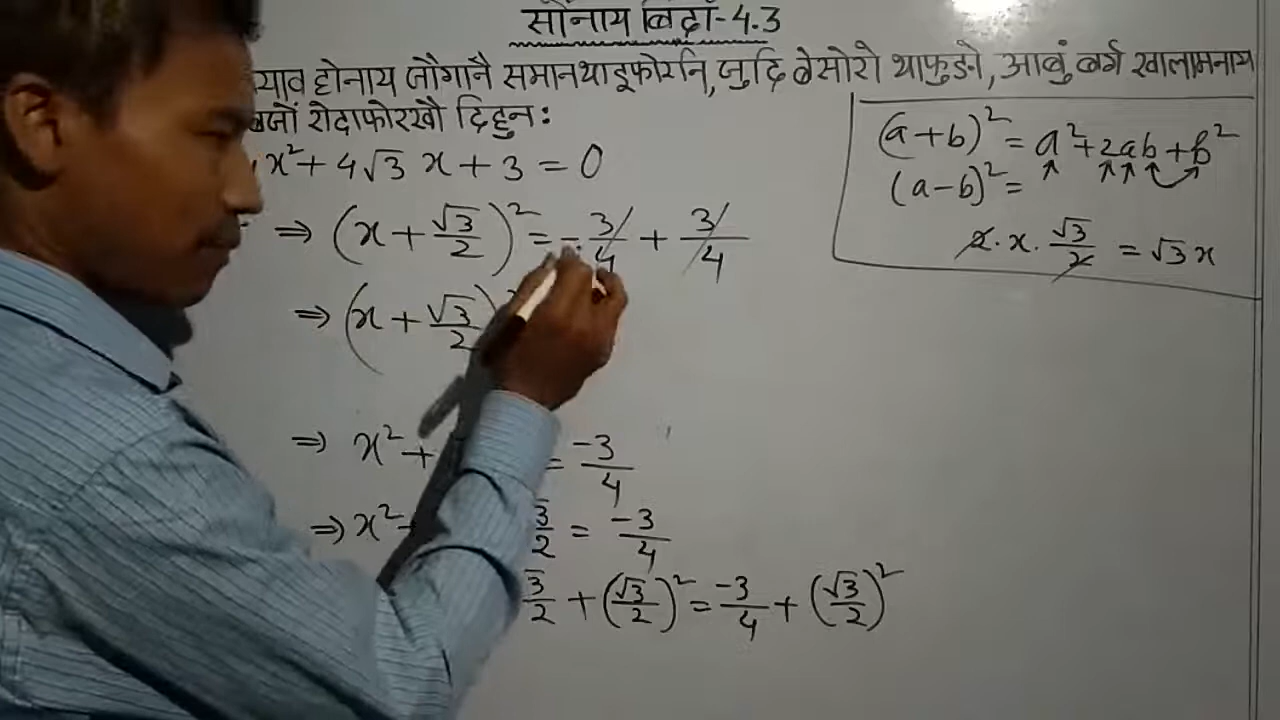 सोंनाय बिदां-4.3
याव होनाय जौगानै समानथाइफोरनि, जुदि बेसोरो थाफुङो, आबुं बर्ग खालामनाय
बजों रोदाफोरखौ दिहुन:
x² + 4√3 x + 3 = 0
⇒ (x + √3/2)² = -3/4 + 3/4
⇒ (x + √3/2)
⇒ x² + = -3/4
⇒ x² 3/2 = -3/4
√3/2 + (√3/2)² = -3/4 + (√3/2)²
(a+b)² = a² + 2ab + b²
(a-b)² =
2·x·√3/2 = √3x